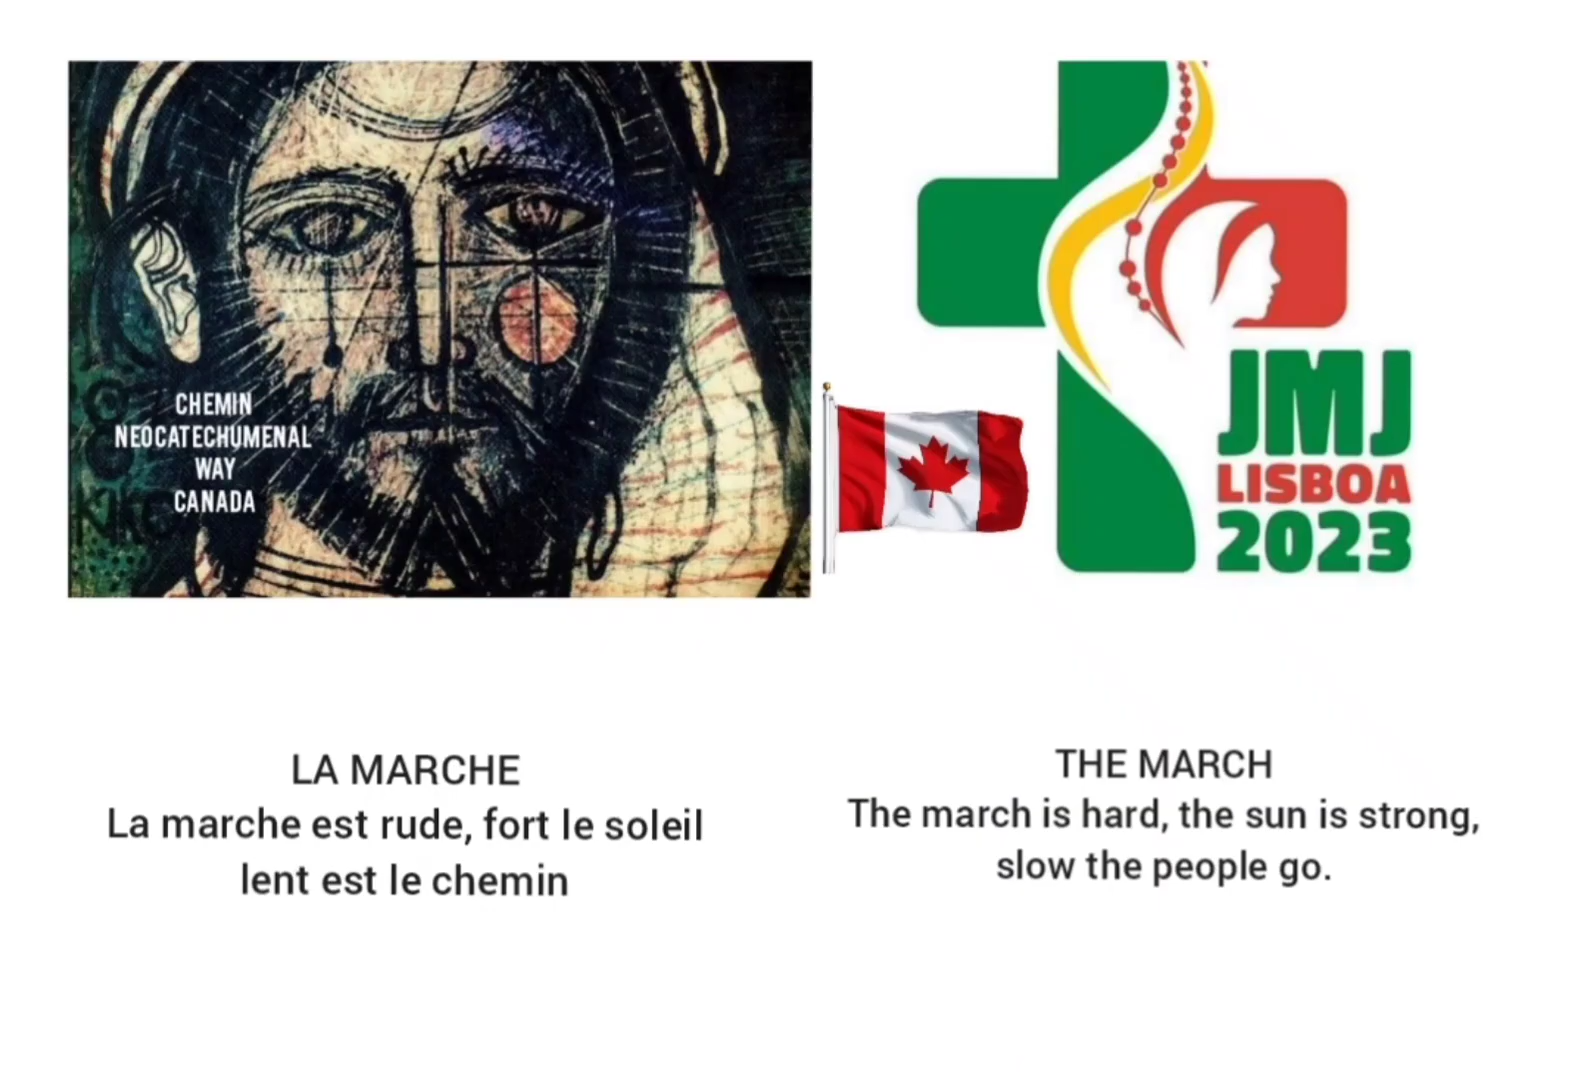 CHEMIN
NEOCATECHUMENAL
WAY
CANADA
JMJ
LISBOA
2023
LA MARCHE
La marche est rude, fort le soleil
lent est le chemin
THE MARCH
The march is hard, the sun is strong,
slow the people go.